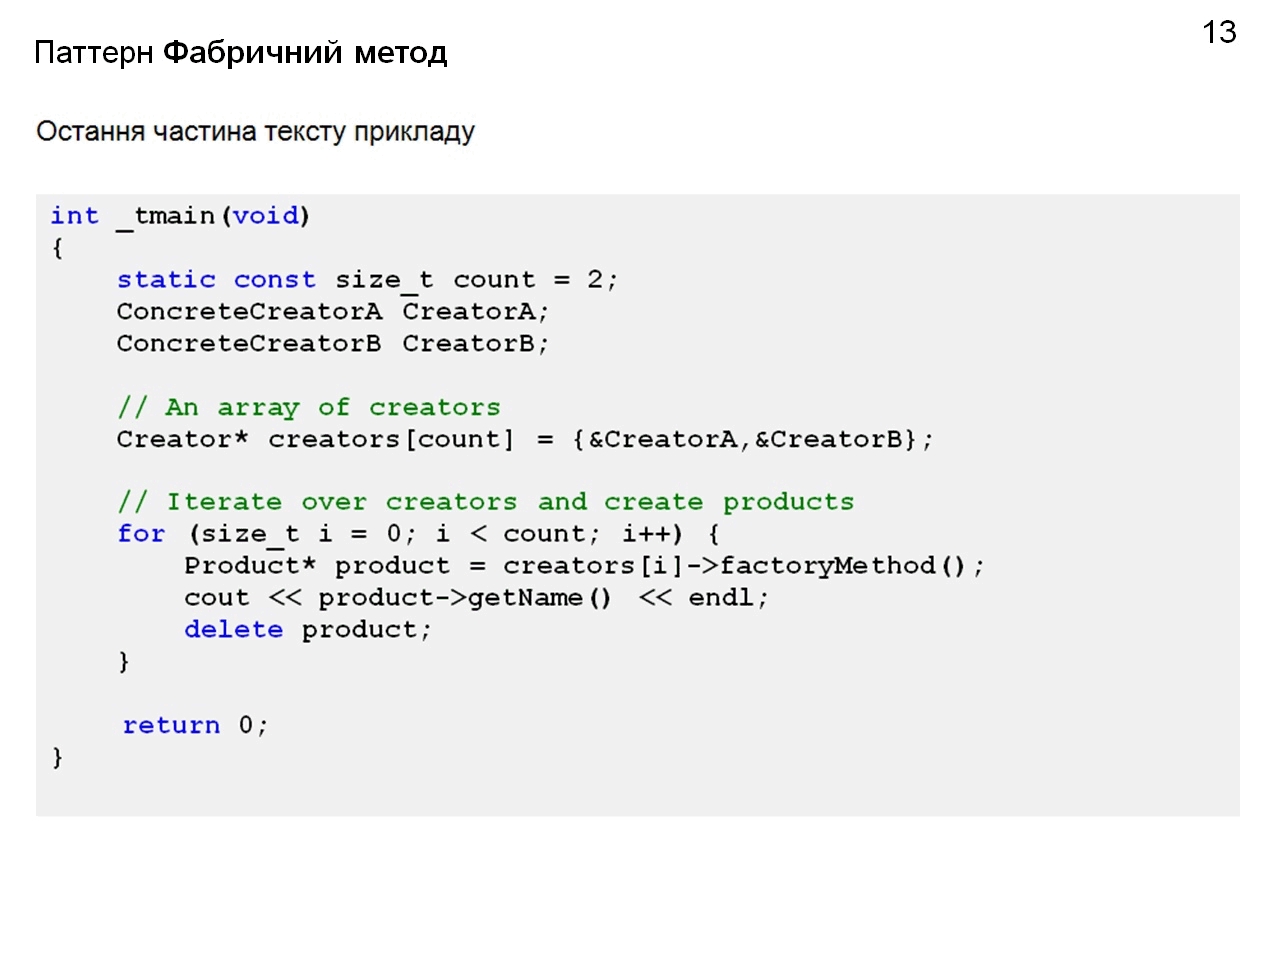 13
Паттерн Фабричний метод
Остання частина тексту прикладу
int _tmain(void)
{
    static const size_t count = 2;
    ConcreteCreatorA CreatorA;
    ConcreteCreatorB CreatorB;
    // An array of creators
    Creator* creators[count] = {&CreatorA,&CreatorB};
    // Iterate over creators and create products
    for (size_t i = 0; i < count; i++) {
        Product* product = creators[i]->factoryMethod();
        cout << product->getName() << endl;
        delete product;
    }
    return 0;
}